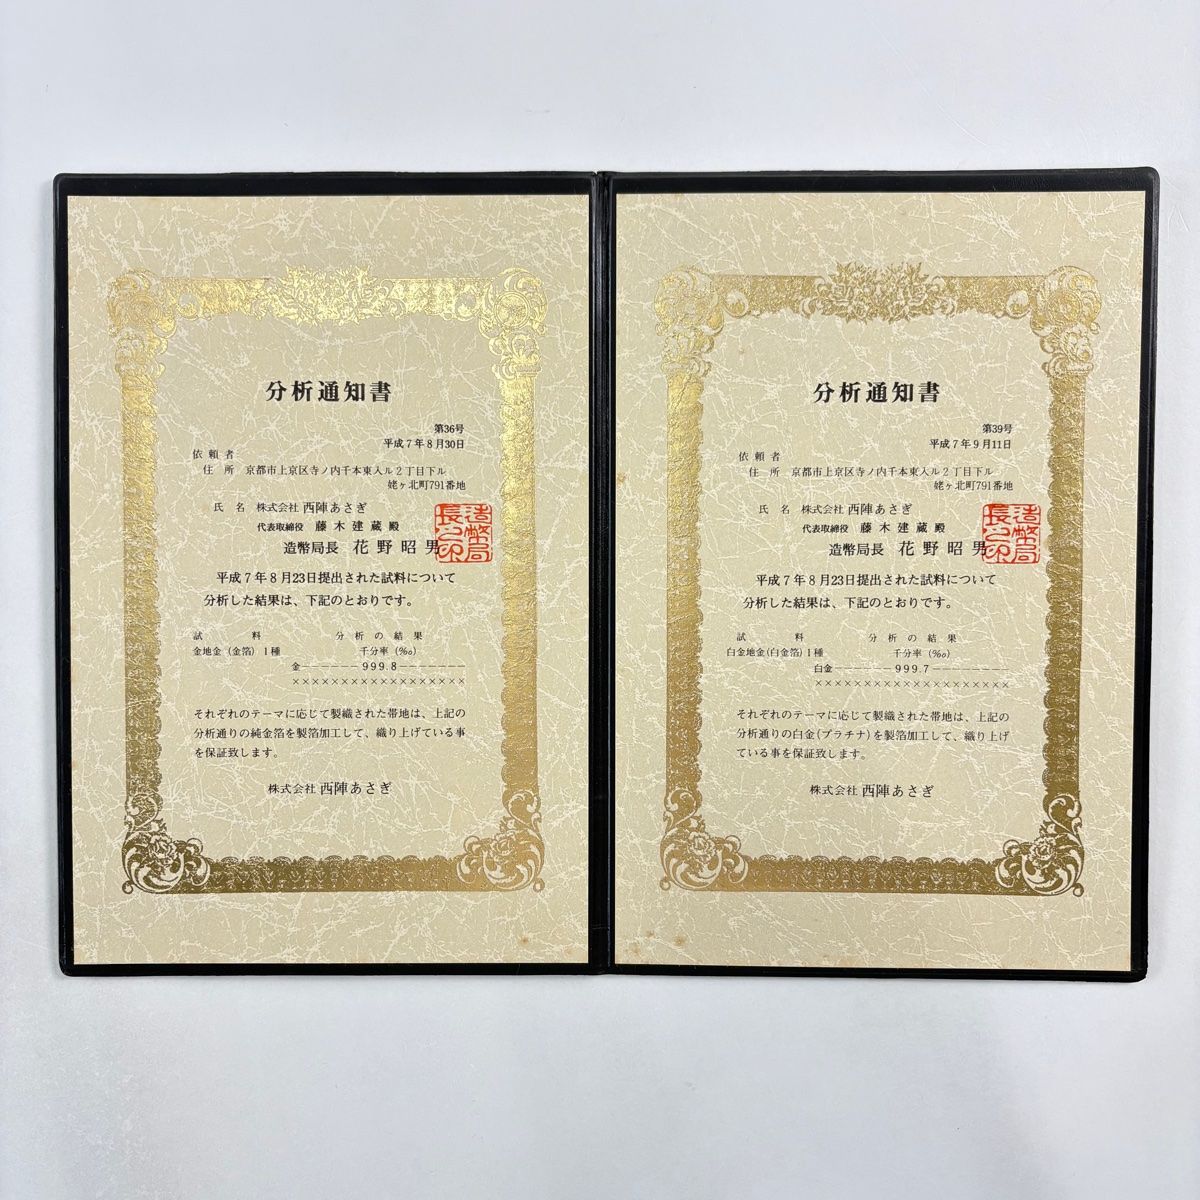 分析通知書
第36号
平成7年8月30日
依頼者
住所 京都市上京区寺ノ内千本東入ル2丁目下ル
姥ヶ北町791番地
氏名 株式会社 西陣あさぎ
代表取締役 藤木建蔵殿
造幣局長 花野昭男
造幣局長之印
平成7年8月23日提出された試料について
分析した結果は、下記のとおりです。
試料 分析の結果
金地金(金箔)1種 千分率(‰)
金―――――――999.8―――――――
××××××××××××××××××
それぞれのテーマに応じて製織された帯地は、上記の
分析通りの純金箔を製箔加工して、織り上げている事
を保証致します。
株式会社 西陣あさぎ
分析通知書
第39号
平成7年9月11日
依頼者
住所 京都市上京区寺ノ内千本東入ル2丁目下ル
姥ヶ北町791番地
氏名 株式会社 西陣あさぎ
代表取締役 藤木建蔵殿
造幣局長 花野昭男
造幣局長之印
平成7年8月23日提出された試料について
分析した結果は、下記のとおりです。
試料 分析の結果
白金地金(白金箔)1種 千分率(‰)
白金―――――――999.7―――――――
×××××××××××××××××××
それぞれのテーマに応じて製織された帯地は、上記の
分析通りの白金(プラチナ)を製箔加工して、織り上げ
ている事を保証致します。
株式会社 西陣あさぎ